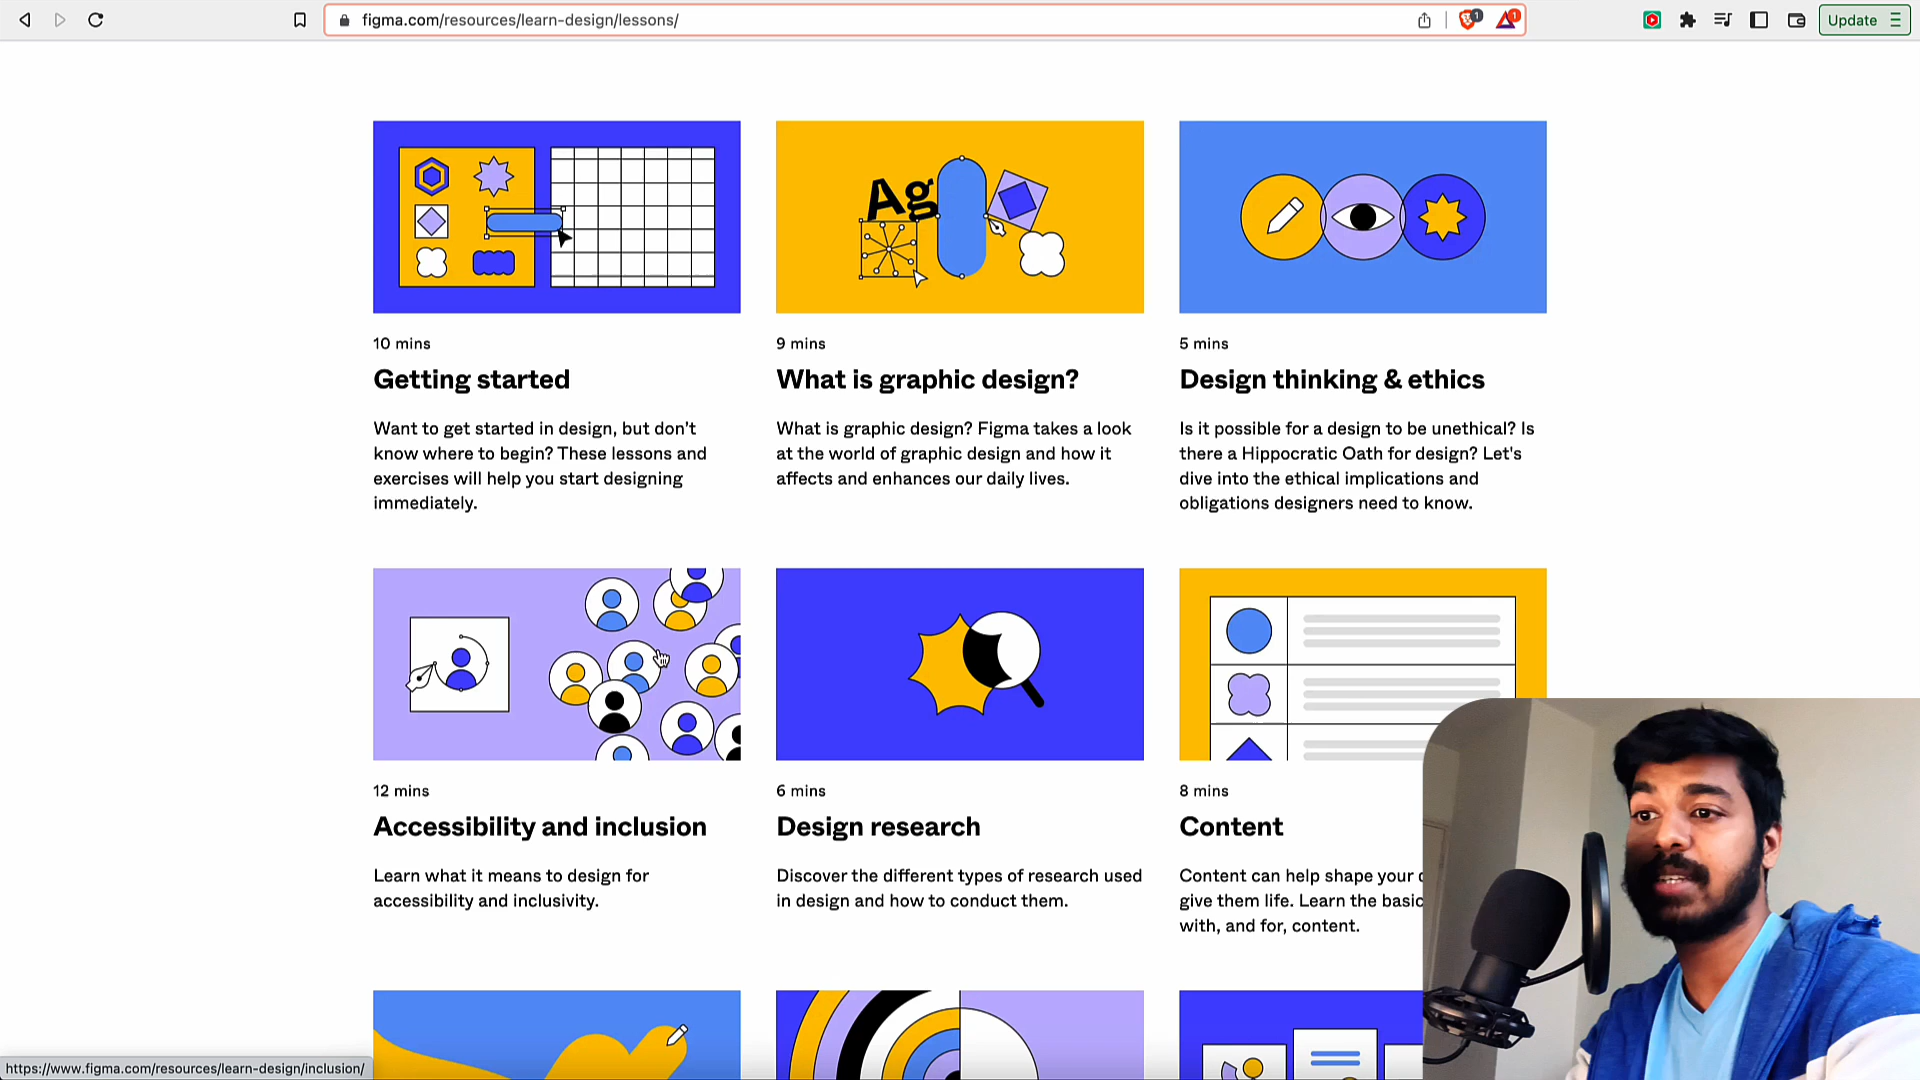 figma.com/resources/learn-design/lessons/
1
1
Update
Ag
10 mins
Getting started
Want to get started in design, but don't
know where to begin? These lessons and
exercises will help you start designing
immediately.
9 mins
What is graphic design?
What is graphic design? Figma takes a look
at the world of graphic design and how it
affects and enhances our daily lives.
5 mins
Design thinking & ethics
Is it possible for a design to be unethical? Is
there a Hippocratic Oath for design? Let's
dive into the ethical implications and
obligations designers need to know.
12 mins
Accessibility and inclusion
Learn what it means to design for
accessibility and inclusivity.
6 mins
Design research
Discover the different types of research used
in design and how to conduct them.
8 mins
Content
Content can help shape your
give them life. Learn the basic
with, and for, content.
https://www.figma.com/resources/learn-design/inclusion/